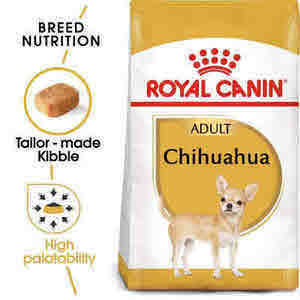 BREED
NUTRITION
Tailor - made
Kibble
High
palatability
ROYAL CANIN
ADULT
Chihuahua